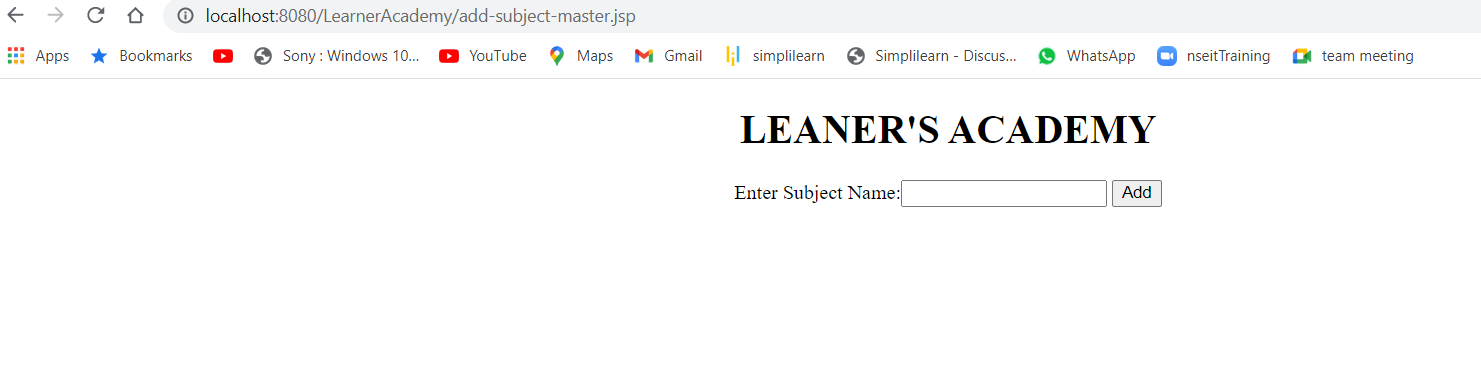 localhost:8080/LearnerAcademy/add-subject-master.jsp
Apps Bookmarks Sony : Windows 10... YouTube Maps Gmail simplilearn Simplilearn - Discus... WhatsApp nseitTraining team meeting
LEANER'S ACADEMY
Enter Subject Name: Add